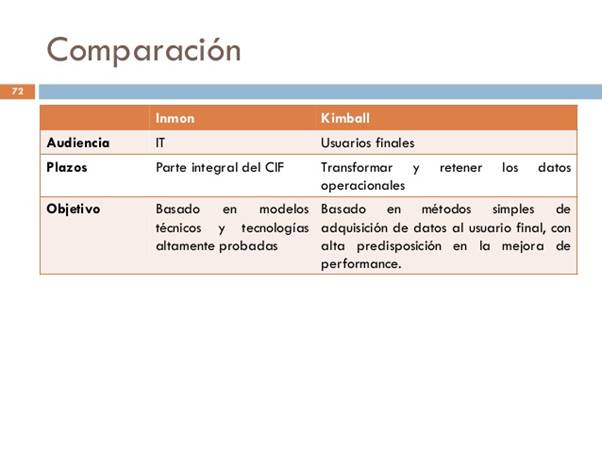 Comparación
72
Inmon Kimball
Audiencia IT Usuarios finales
Plazos Parte integral del CIF Transformar y retener los datos
operacionales
Objetivo Basado en modelos Basado en métodos simples de
técnicos y tecnologías adquisición de datos al usuario final, con
altamente probadas alta predisposición en la mejora de
performance.